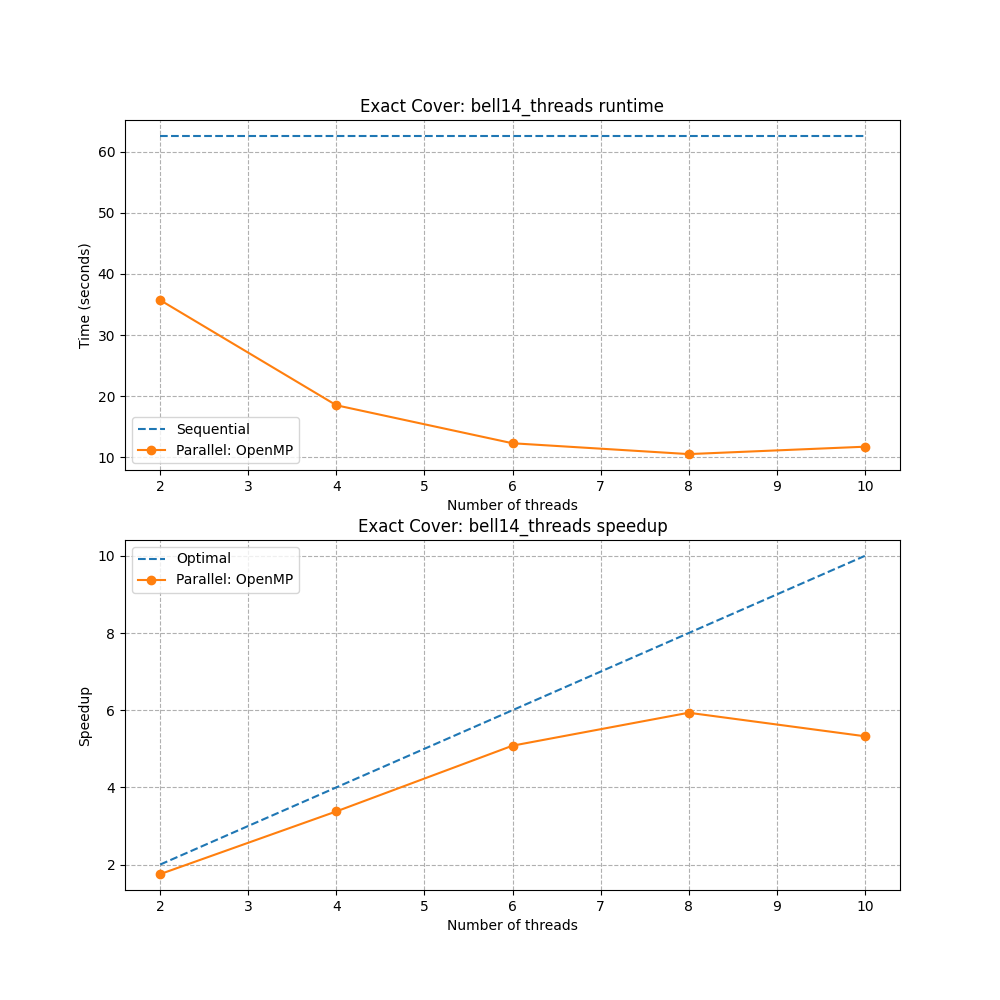 Exact Cover: bell14_threads runtime
60
50
40
30
20
10
Time (seconds)
Sequential
Parallel: OpenMP
2 3 4 5 6 7 8 9 10
Number of threads
Exact Cover: bell14_threads speedup
10
8
6
4
2
Speedup
Optimal
Parallel: OpenMP
2 3 4 5 6 7 8 9 10
Number of threads